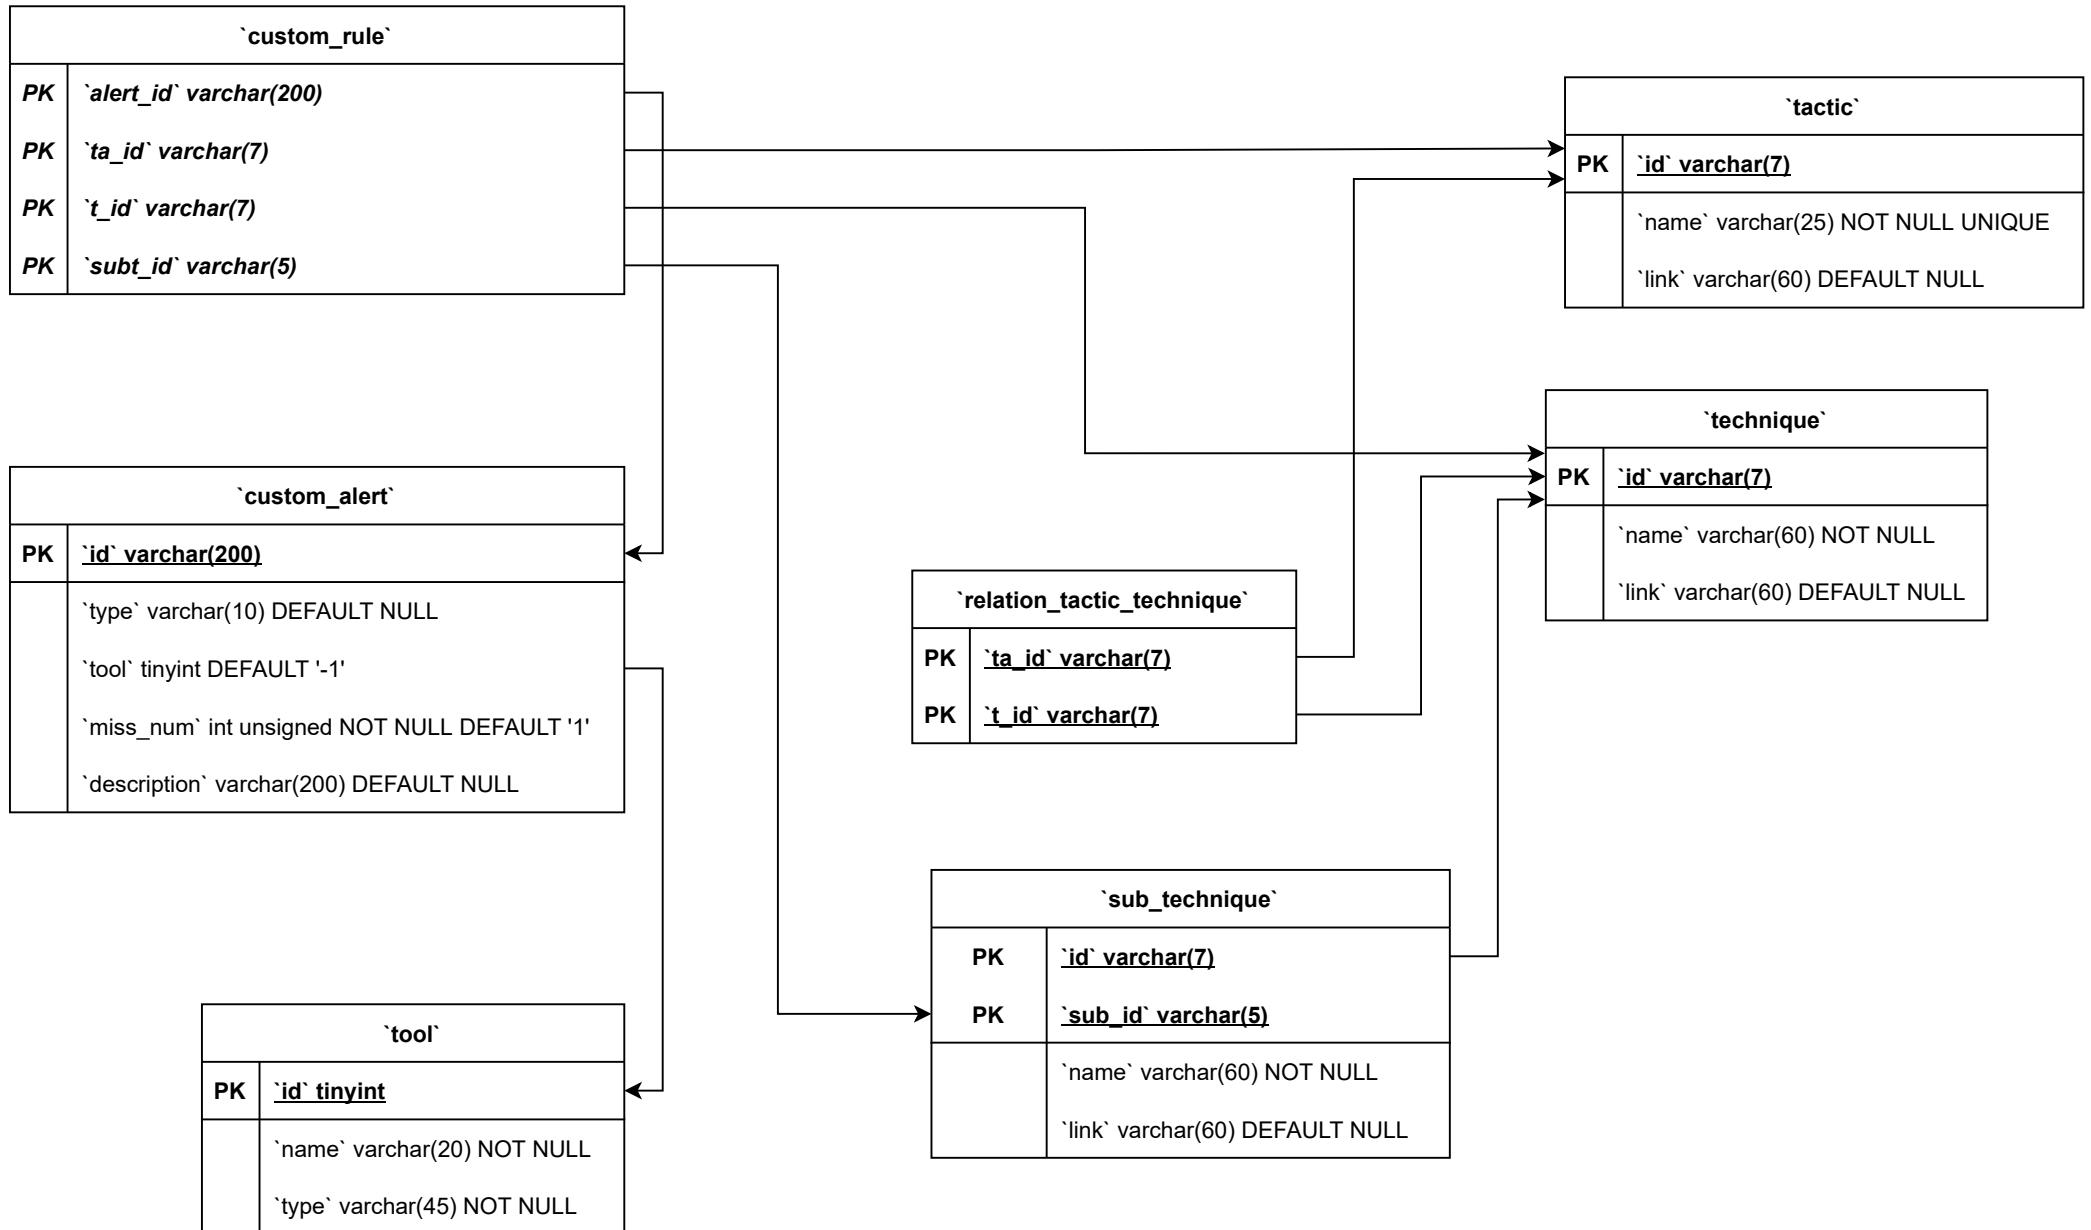 `custom_rule`
PK `alert_id` varchar(200)
PK `ta_id` varchar(7)
PK `t_id` varchar(7)
PK `subt_id` varchar(5)
`tactic`
PK `id` varchar(7)
`name` varchar(25) NOT NULL UNIQUE
`link` varchar(60) DEFAULT NULL
`technique`
PK `id` varchar(7)
`name` varchar(60) NOT NULL
`link` varchar(60) DEFAULT NULL
`custom_alert`
PK `id` varchar(200)
`type` varchar(10) DEFAULT NULL
`tool` tinyint DEFAULT '-1'
`miss_num` int unsigned NOT NULL DEFAULT '1'
`description` varchar(200) DEFAULT NULL
`relation_tactic_technique`
PK `ta_id` varchar(7)
PK `t_id` varchar(7)
`sub_technique`
PK `id` varchar(7)
PK `sub_id` varchar(5)
`name` varchar(60) NOT NULL
`link` varchar(60) DEFAULT NULL
`tool`
PK `id` tinyint
`name` varchar(20) NOT NULL
`type` varchar(45) NOT NULL